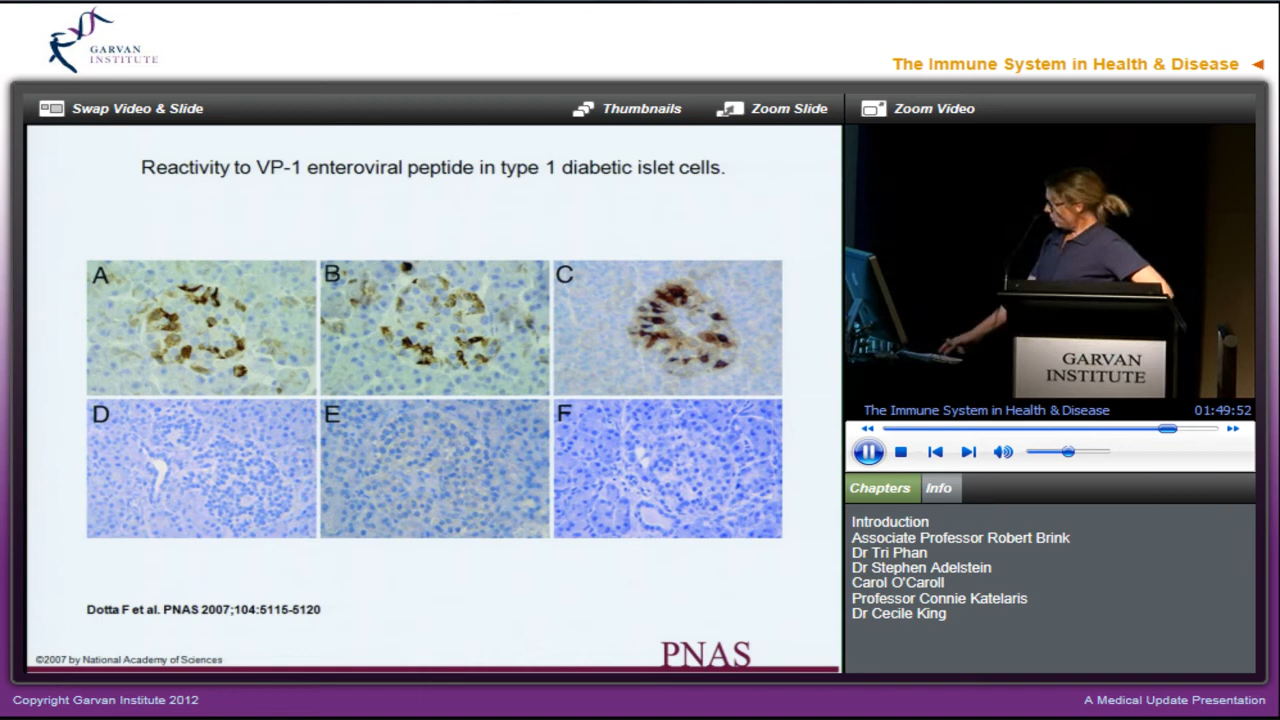 GARVAN
INSTITUTE
The Immune System in Health & Disease
Swap Video & Slide
Thumbnails
Zoom Slide
Zoom Video
Reactivity to VP-1 enteroviral peptide in type 1 diabetic islet cells.
A
B
C
D
E
F
Dotta F et al. PNAS 2007;104:5115-5120
©2007 by National Academy of Sciences
PNAS
GARVAN
INSTITUTE
The Immune System in Health & Disease
01:49:52
Chapters
Info
Introduction
Associate Professor Robert Brink
Dr Tri Phan
Dr Stephen Adelstein
Carol O'Caroll
Professor Connie Katelaris
Dr Cecile King
Copyright Garvan Institute 2012
A Medical Update Presentation